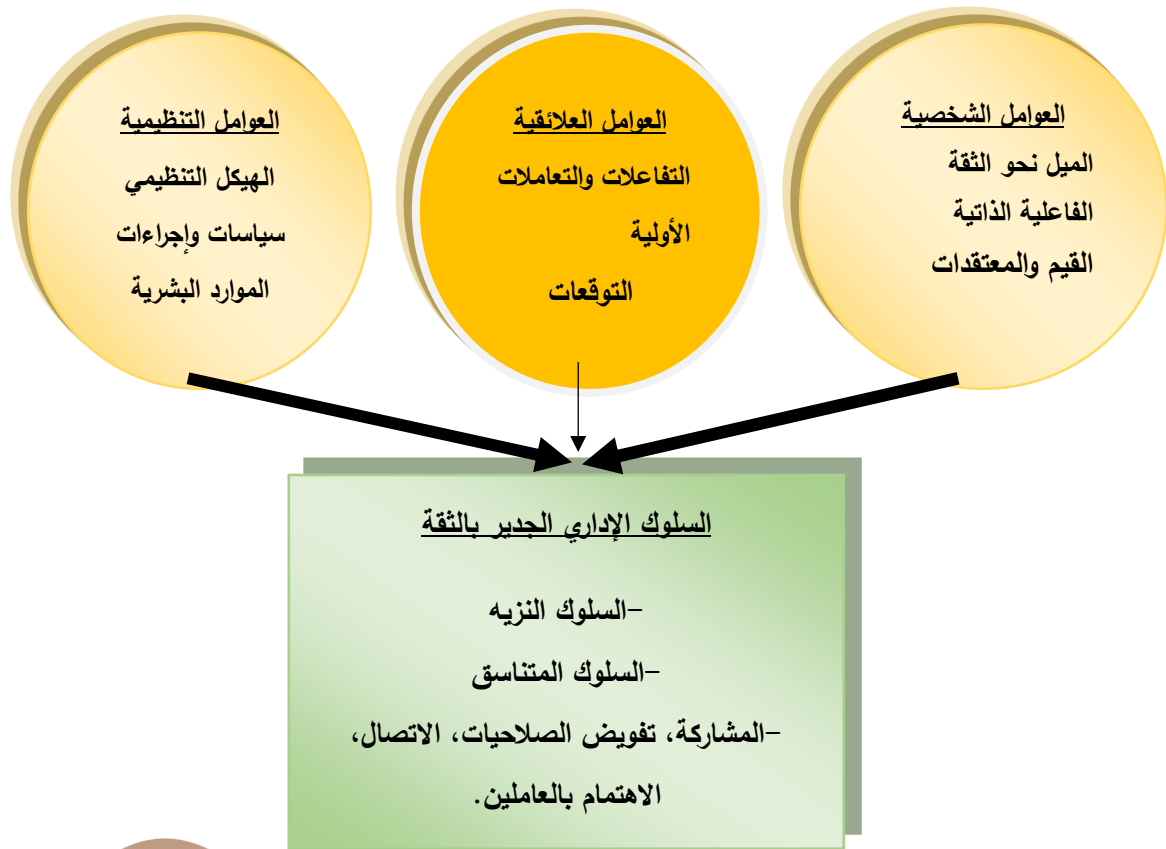 العوامل الشخصية
الميل نحو الثقة
الفاعلية الذاتية
القيم والمعتقدات
العوامل العلائقية
التفاعلات والتعاملات
الأولية
التوقعات
العوامل التنظيمية
الهيكل التنظيمي
سياسات وإجراءات
الموارد البشرية
السلوك الإداري الجدير بالثقة
-السلوك النزيه
-السلوك المتناسق
-المشاركة، تفويض الصلاحيات، الاتصال،
الاهتمام بالعاملين.